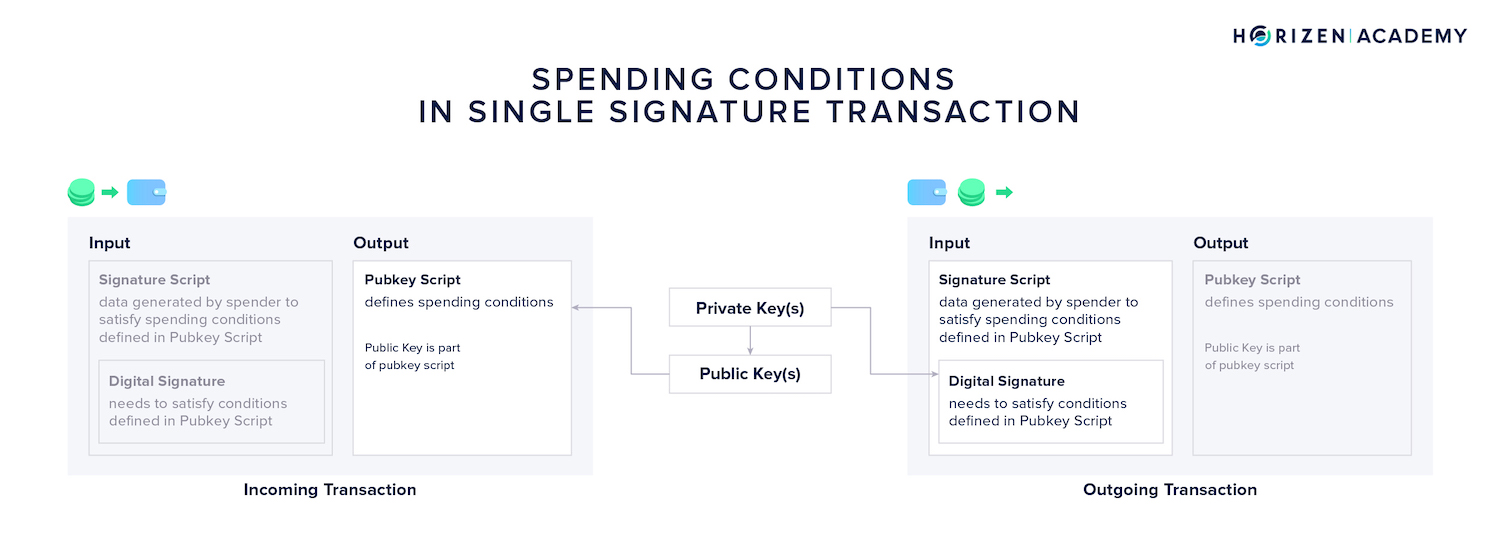 HORIZEN | ACADEMY
SPENDING CONDITIONS
IN SINGLE SIGNATURE TRANSACTION
Input
Signature Script
data generated by spender to
satisfy spending conditions
defined in Pubkey Script
Digital Signature
needs to satisfy conditions
defined in Pubkey Script
Output
Pubkey Script
defines spending conditions
Public Key is part
of pubkey script
Incoming Transaction
Private Key(s)
Public Key(s)
Input
Signature Script
data generated by spender to
satisfy spending conditions
defined in Pubkey Script
Digital Signature
needs to satisfy conditions
defined in Pubkey Script
Output
Pubkey Script
defines spending conditions
Public Key is part
of pubkey script
Outgoing Transaction